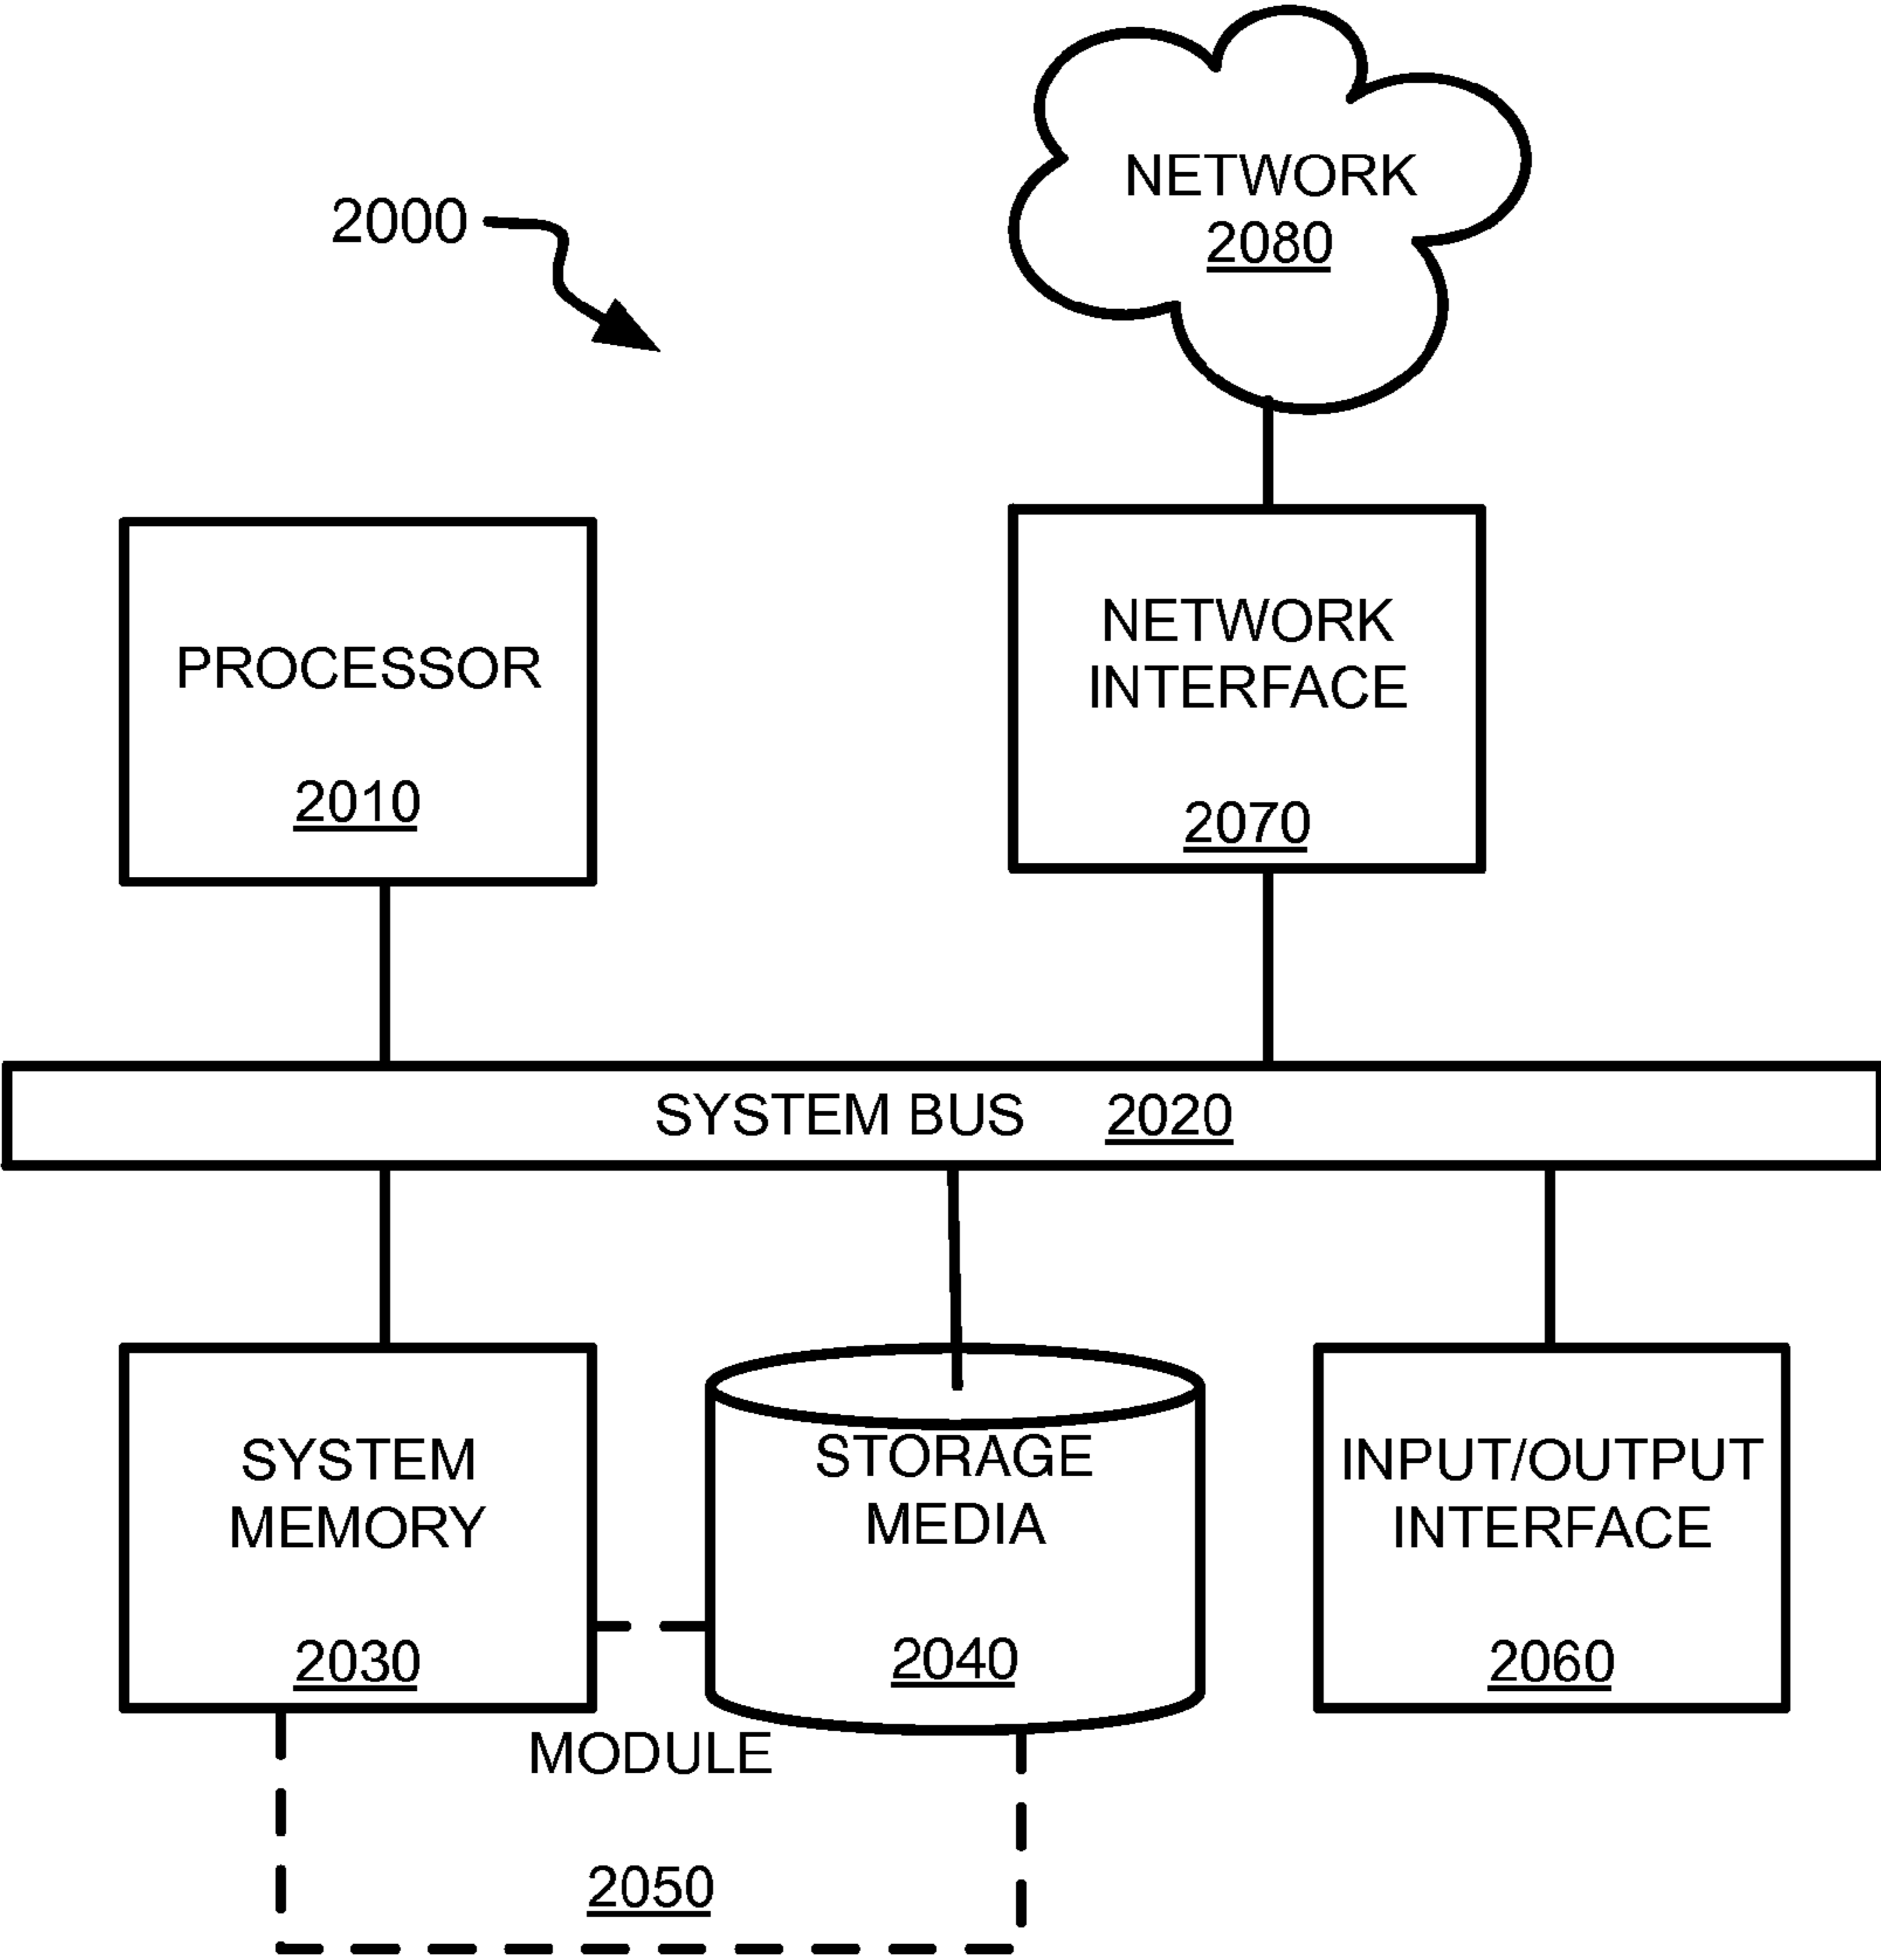 NETWORK
2080
2000
PROCESSOR
2010
NETWORK
INTERFACE
2070
SYSTEM BUS 2020
SYSTEM
MEMORY
2030
STORAGE
MEDIA
2040
INPUT/OUTPUT
INTERFACE
2060
MODULE
2050